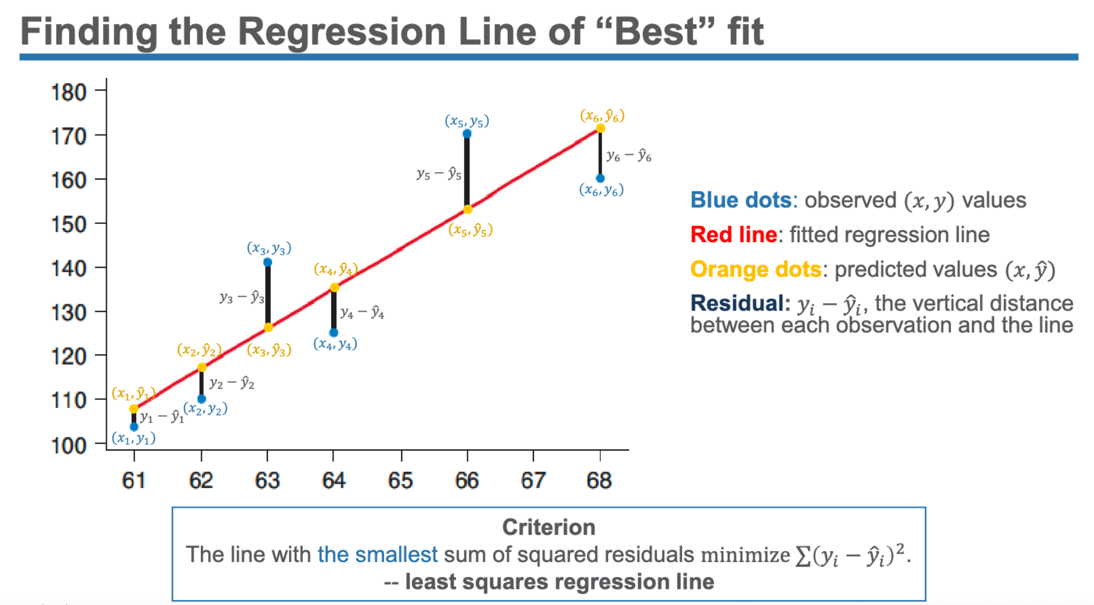 Finding the Regression Line of “Best” fit
180
170
160
150
140
130
120
110
100
61 62 63 64 65 66 67 68
(x₁, ŷ₁)
y₁ − ŷ₁
(x₁, y₁)
(x₂, ŷ₂)
y₂ − ŷ₂
(x₂, y₂)
(x₃, y₃)
y₃ − ŷ₃
(x₃, ŷ₃)
(x₄, ŷ₄)
y₄ − ŷ₄
(x₄, y₄)
(x₅, y₅)
y₅ − ŷ₅
(x₅, ŷ₅)
(x₆, ŷ₆)
y₆ − ŷ₆
(x₆, y₆)
Blue dots: observed (x, y) values
Red line: fitted regression line
Orange dots: predicted values (x, ŷ)
Residual: yᵢ − ŷᵢ, the vertical distance
between each observation and the line
Criterion
The line with the smallest sum of squared residuals minimize ∑(yᵢ − ŷᵢ)².
-- least squares regression line